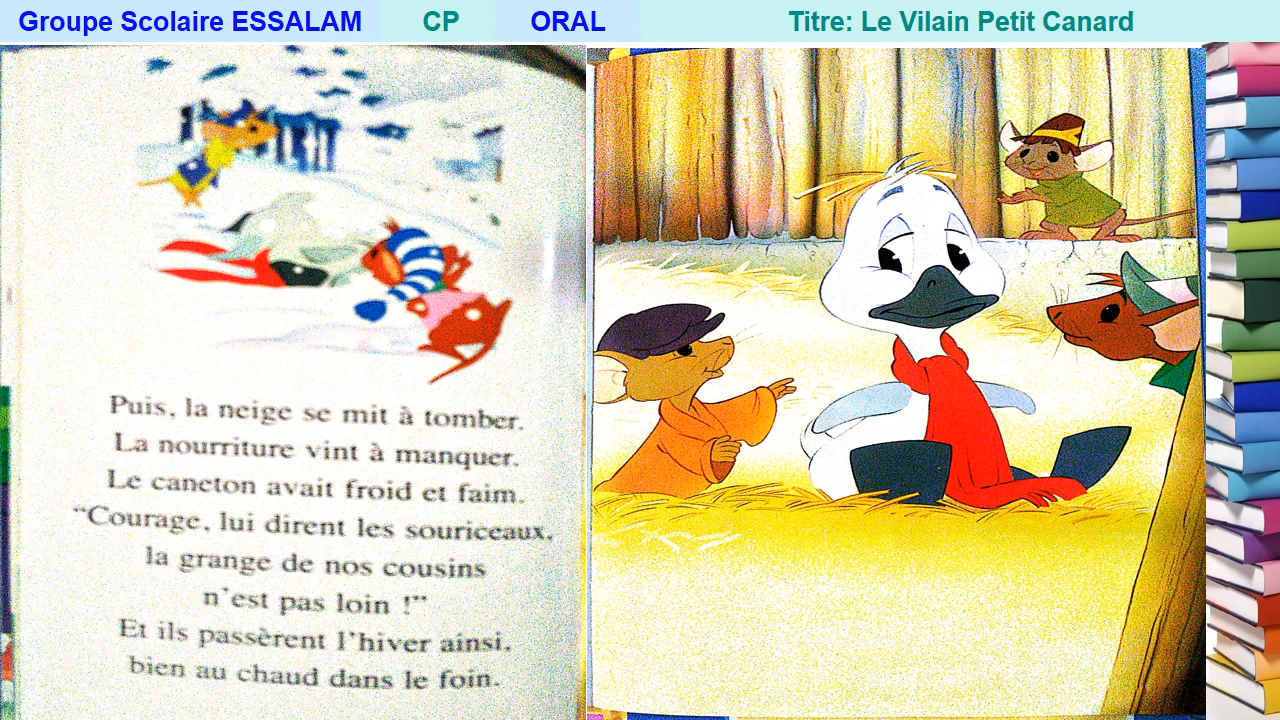 Groupe Scolaire ESSALAM CP ORAL Titre: Le Vilain Petit Canard
Puis, la neige se mit à tomber.
La nourriture vint à manquer.
Le caneton avait froid et faim.
“Courage, lui dirent les souriceaux,
la grange de nos cousins
n'est pas loin !”
Et ils passèrent l'hiver ainsi,
bien au chaud dans le foin.